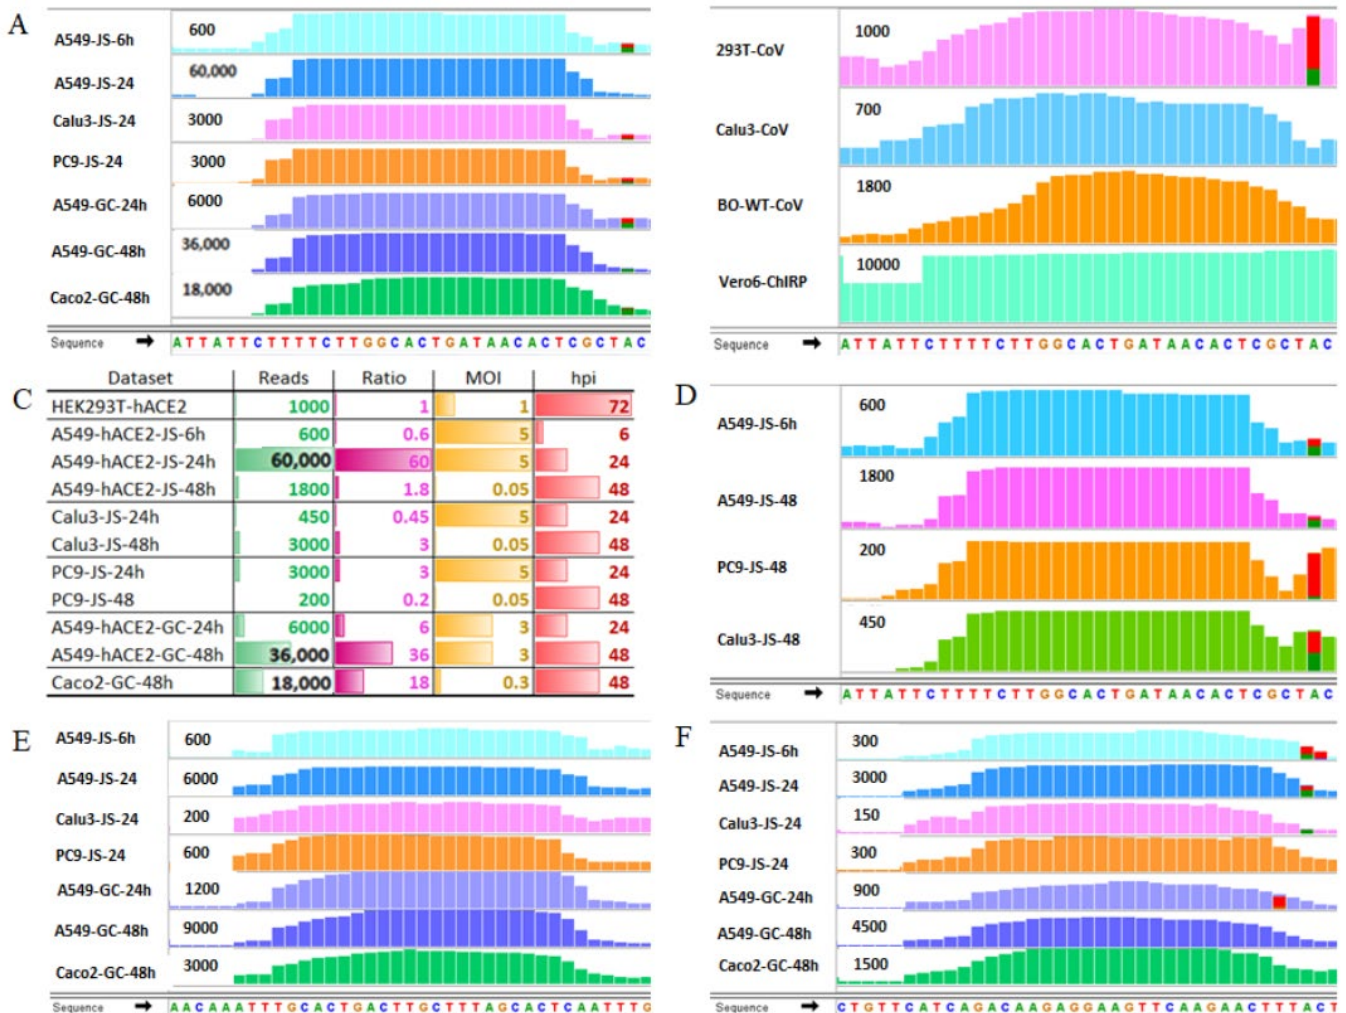 A
A549-JS-6h 600
A549-JS-24 60,000
Calu3-JS-24 3000
PC9-JS-24 3000
A549-GC-24h 6000
A549-GC-48h 36,000
Caco2-GC-48h 18,000
Sequence ATTATTCTTTTCTTGGCACTGATAACACTCGCTAC
293T-CoV 1000
Calu3-CoV 700
BO-WT-CoV 1800
Vero6-ChIRP 10000
Sequence ATTATTCTTTTCTTGGCACTGATAACACTCGCTAC
C
Dataset Reads Ratio MOI hpi
HEK293T-hACE2 1000 1 1 72
A549-hACE2-JS-6h 600 0.6 5 6
A549-hACE2-JS-24h 60,000 60 5 24
A549-hACE2-JS-48h 1800 1.8 0.05 48
Calu3-JS-24h 450 0.45 5 24
Calu3-JS-48h 3000 3 0.05 48
PC9-JS-24h 3000 3 5 24
PC9-JS-48 200 0.2 0.05 48
A549-hACE2-GC-24h 6000 6 3 24
A549-hACE2-GC-48h 36,000 36 3 48
Caco2-GC-48h 18,000 18 0.3 48
D
A549-JS-6h 600
A549-JS-48 1800
PC9-JS-48 200
Calu3-JS-48 450
Sequence ATTATTCTTTTCTTGGCACTGATAACACTCGCTAC
E
A549-JS-6h 600
A549-JS-24 6000
Calu3-JS-24 200
PC9-JS-24 600
A549-GC-24h 1200
A549-GC-48h 9000
Caco2-GC-48h 3000
Sequence AACAAATTTGCACTGACTTGCTTTAGCACTCAATTTG
F
A549-JS-6h 300
A549-JS-24 3000
Calu3-JS-24 150
PC9-JS-24 300
A549-GC-24h 900
A549-GC-48h 4500
Caco2-GC-48h 1500
Sequence CTGTTCATCAGACAAGAGGAAGTTCAAGAACTTTACT